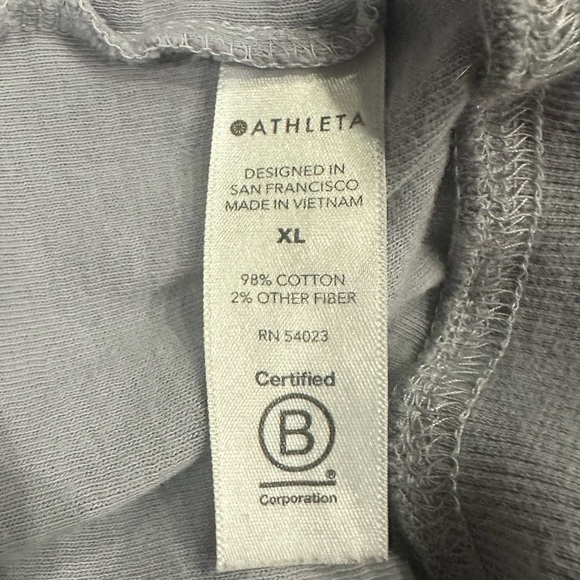 ATHLETA
DESIGNED IN
SAN FRANCISCO
MADE IN VIETNAM
XL
98% COTTON
2% OTHER FIBER
RN 54023
Certified
B
®
Corporation